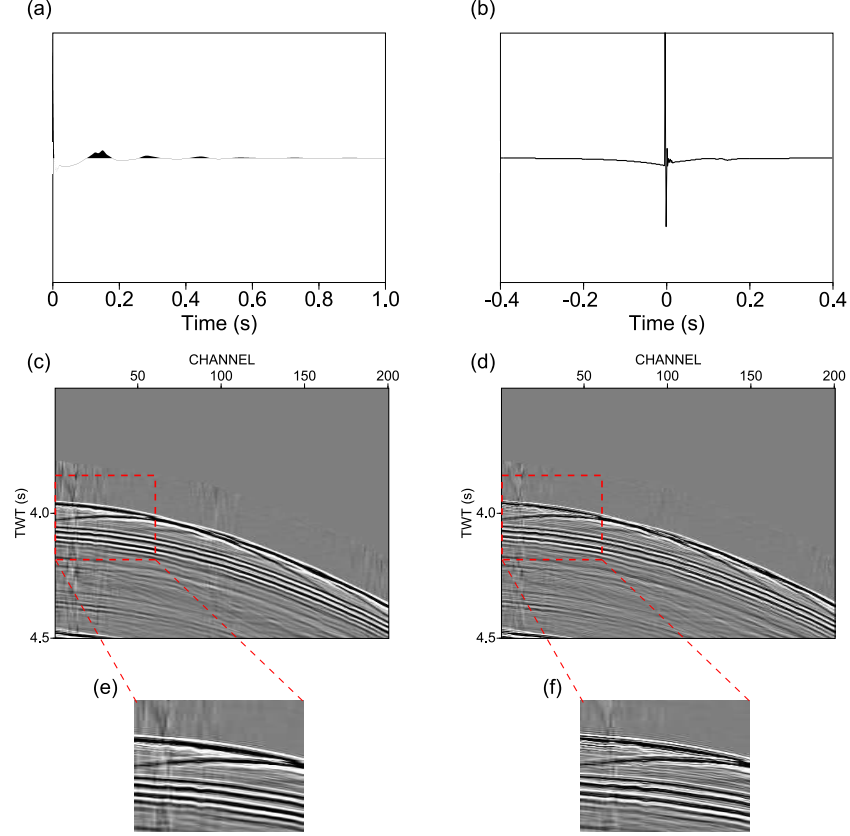 (a)
(b)
0 0.2 0.4 0.6 0.8 1.0
Time (s)
-0.4 -0.2 0 0.2 0.4
Time (s)
(c)
CHANNEL
50 100 150 200
TWT (s)
4.0
4.5
(d)
CHANNEL
50 100 150 200
TWT (s)
4.0
4.5
(e)
(f)